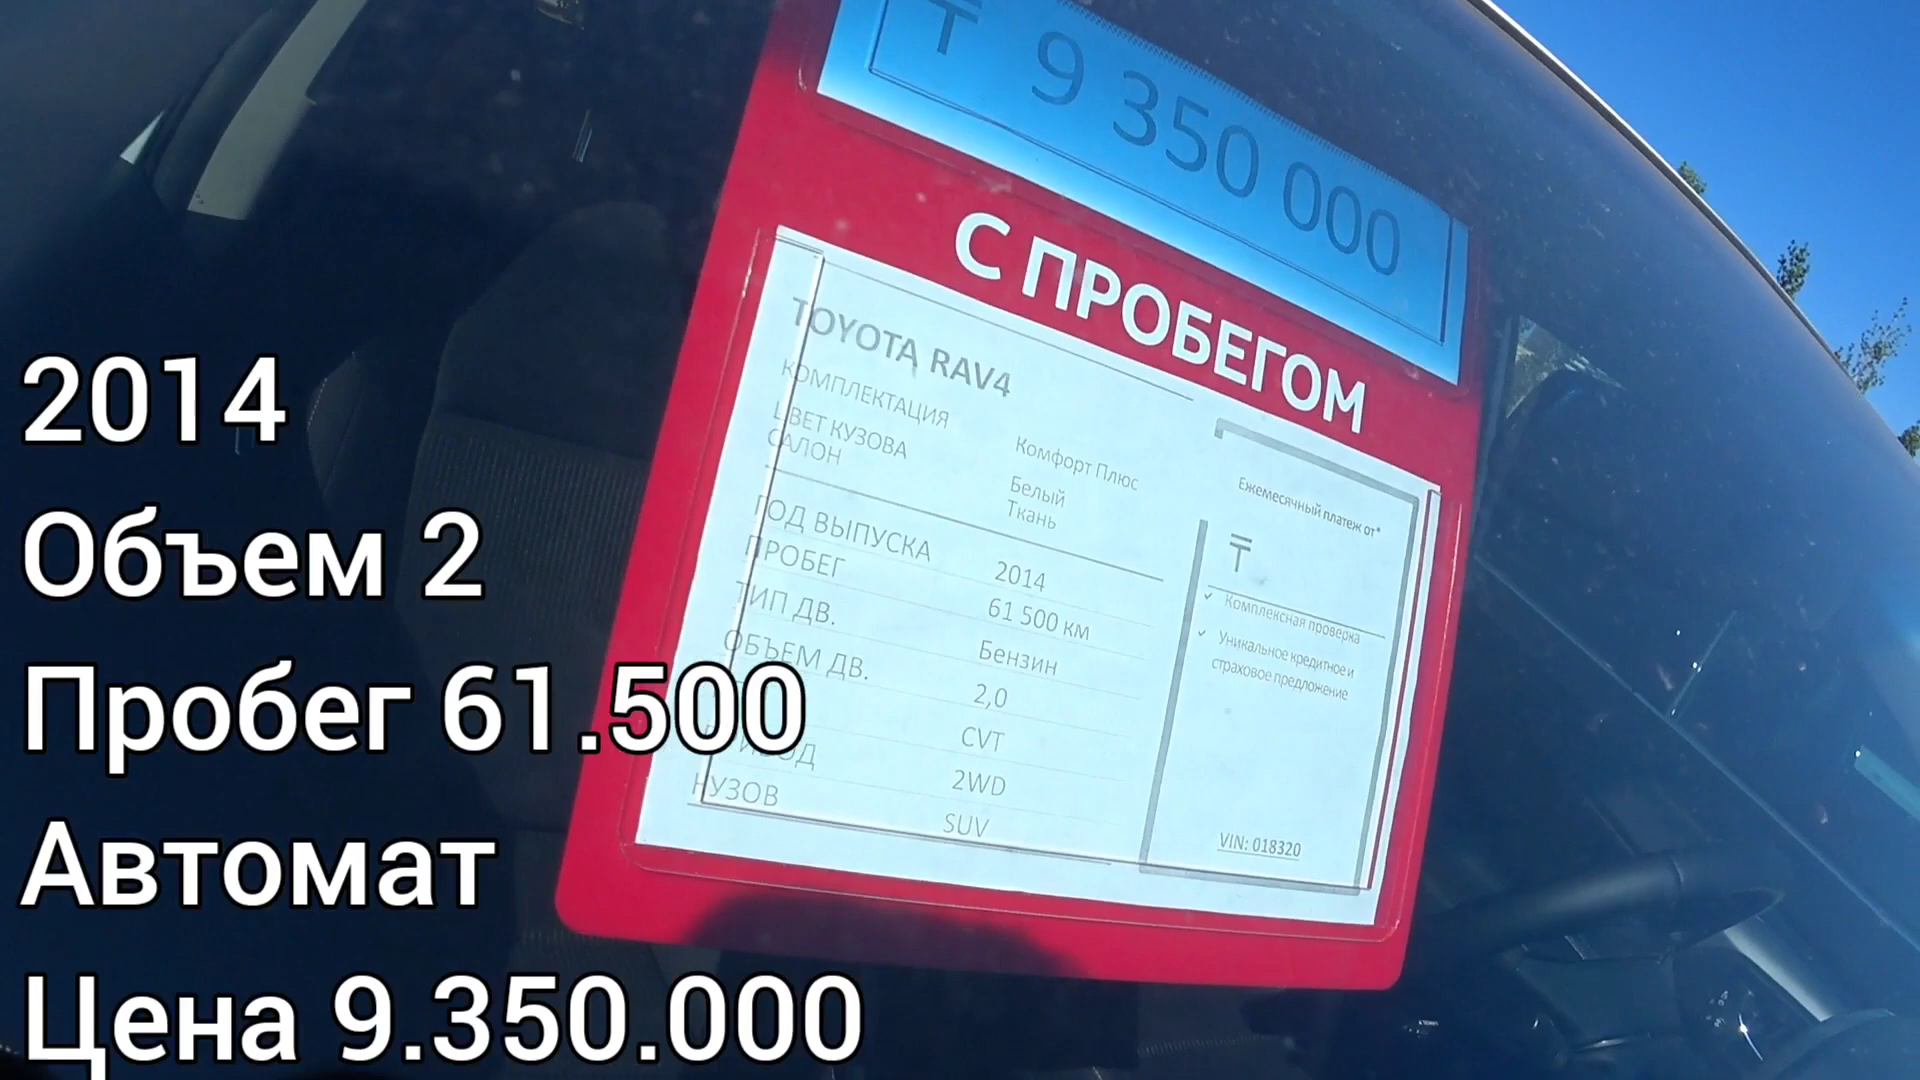 ₸ 9 350 000
С ПРОБЕГОМ
TOYOTA RAV4
КОМПЛЕКТАЦИЯ Комфорт Плюс
ЦВЕТ КУЗОВА Белый
САЛОН Ткань
ГОД ВЫПУСКА 2014
ПРОБЕГ 61 500 км
ТИП ДВ. Бензин
ОБЪЕМ ДВ. 2,0
CVT
ПРИВОД 2WD
КУЗОВ SUV
Ежемесячный платеж от*
₸
✓ Комплексная проверка
✓ Уникальное кредитное и
страховое предложение
VIN: 018320
2014
Объем 2
Пробег 61.500
Автомат
Цена 9.350.000